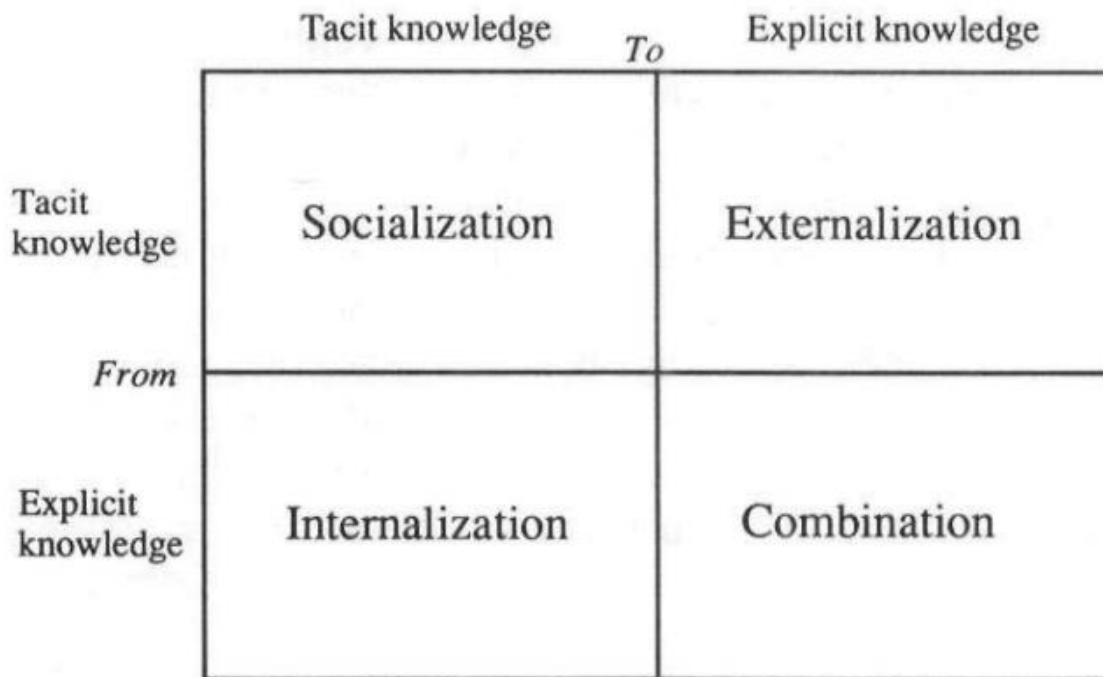 Tacit knowledge
To
Explicit knowledge
Tacit
knowledge
Socialization
Externalization
From
Explicit
knowledge
Internalization
Combination